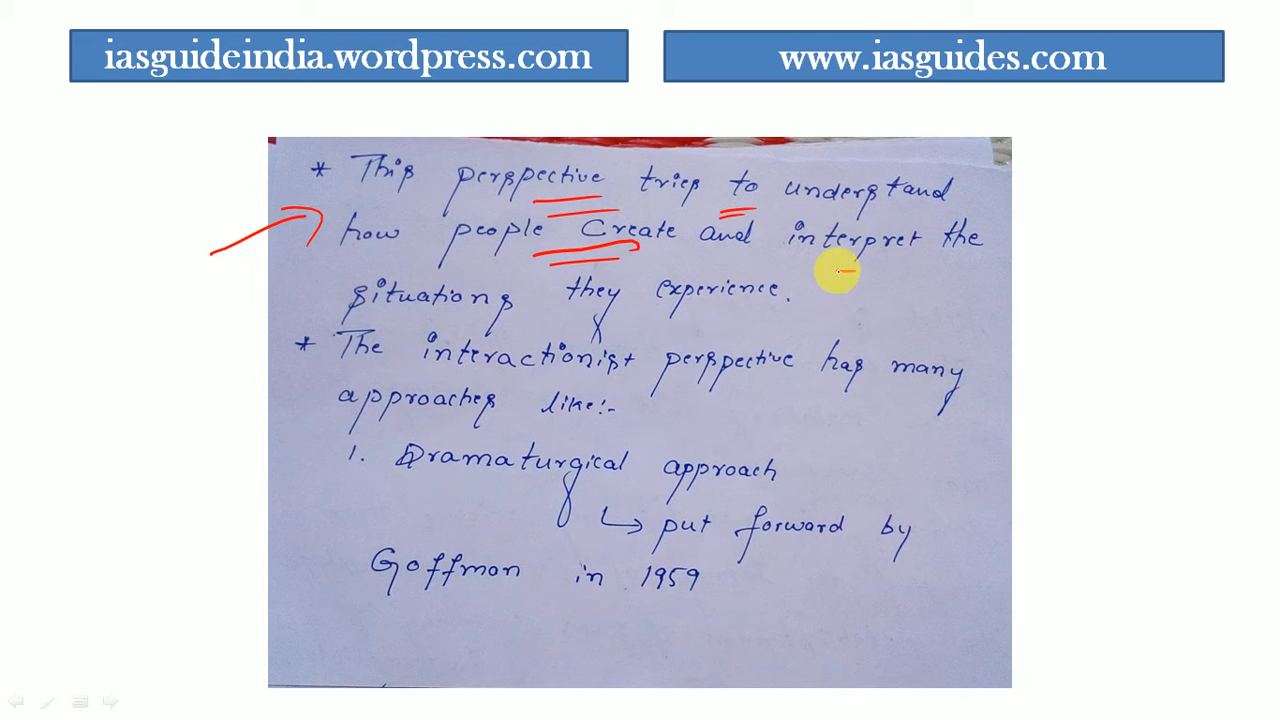 iasguideindia.wordpress.com
www.iasguides.com
* This perspective tries to understand
how people Create and interpret the
situations they experience.
* The interactionist perspective has many
approaches like:-
1. Dramaturgical approach
↳ put forward by
Goffmon in 1959